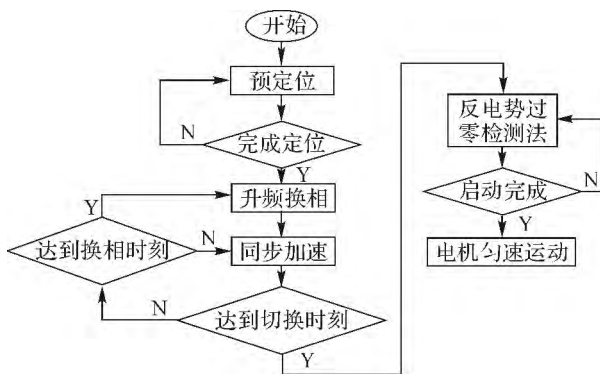 开始
预定位
N
完成定位
Y
升频换相
Y
达到换相时刻
N
同步加速
N
达到切换时刻
Y
反电势过
零检测法
启动完成
N
Y
电机匀速运动